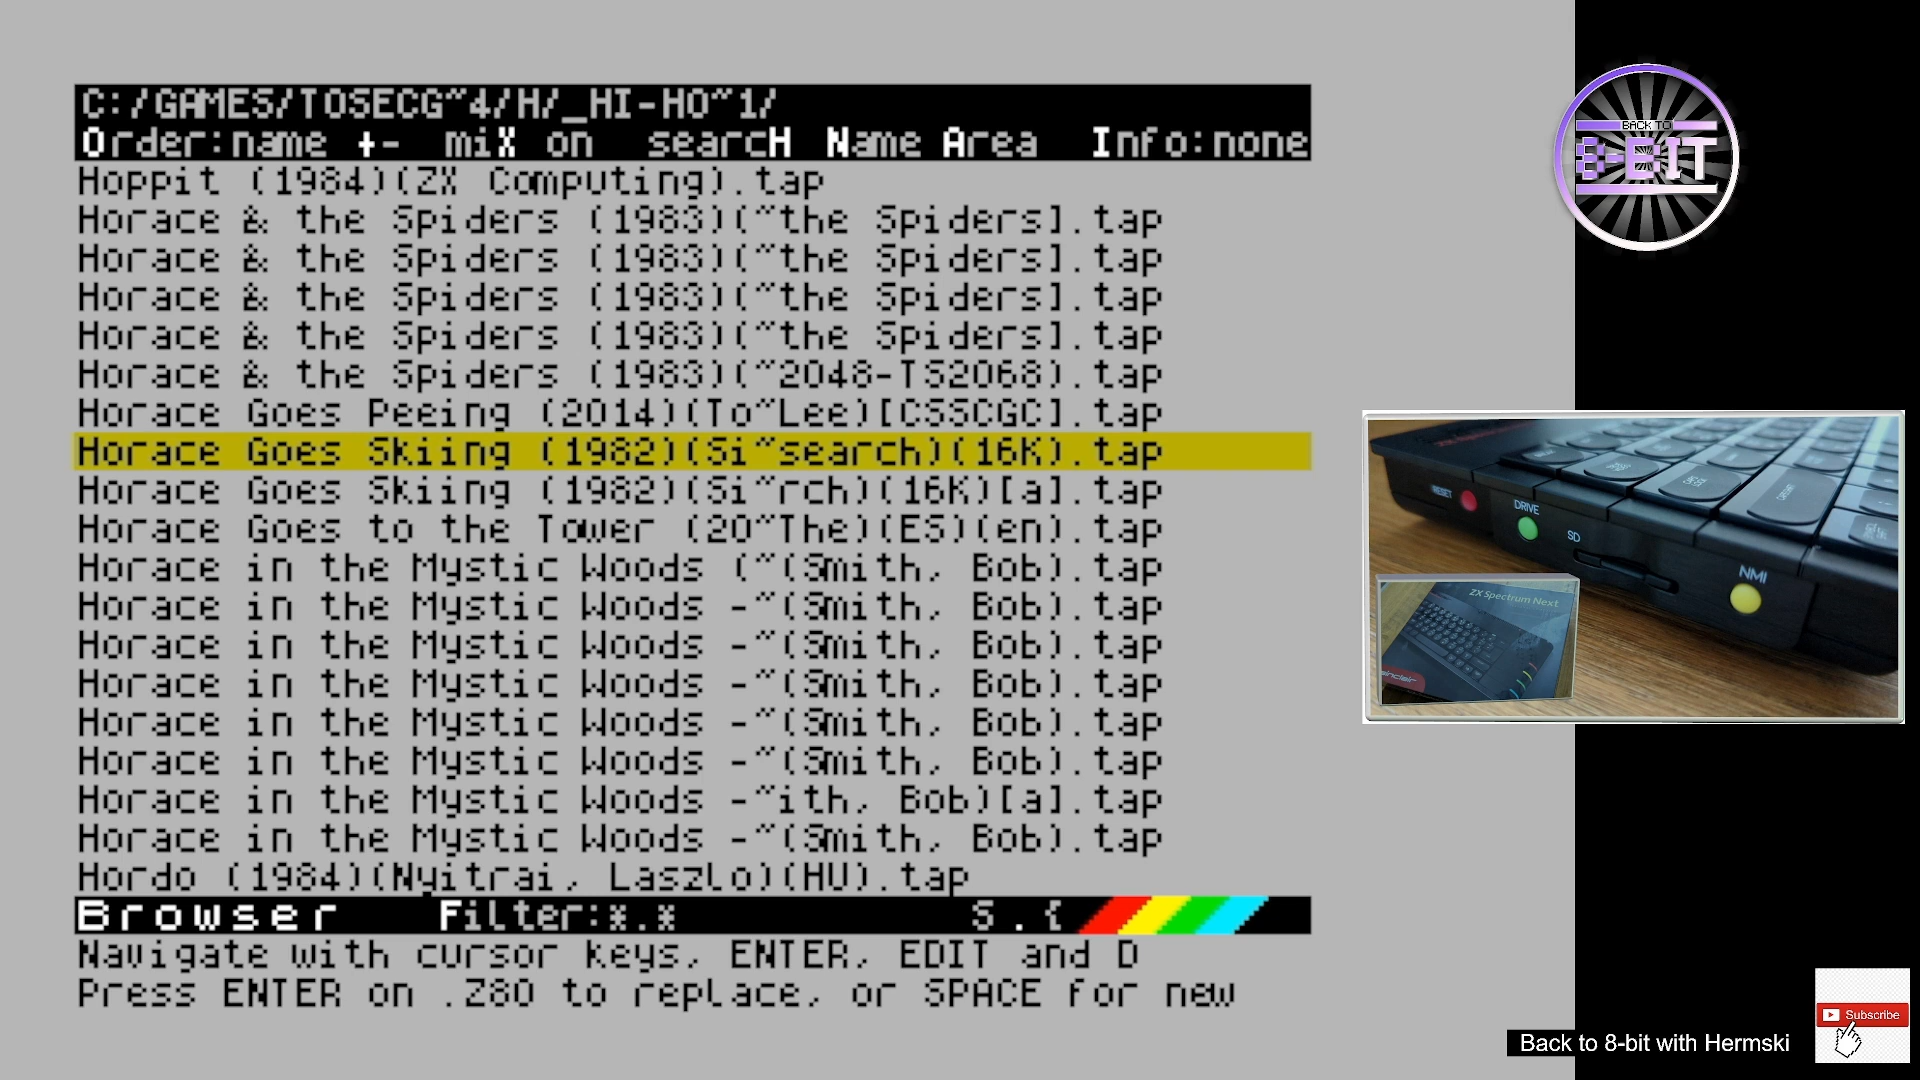 C:/GAMES/TOSECG~4/H/_HI-HO~1/
Order:name +- miX on searcH Name Area Info:none
Hoppit (1984)(ZX Computing).tap
Horace & the Spiders (1983)(~the Spiders].tap
Horace & the Spiders (1983)(~the Spiders].tap
Horace & the Spiders (1983)(~the Spiders].tap
Horace & the Spiders (1983)(~the Spiders].tap
Horace & the Spiders (1983)(~2048-TS2068).tap
Horace Goes Peeing (2014)(To~Lee)[CSSCGC].tap
Horace Goes Skiing (1982)(Si~search)(16K).tap
Horace Goes Skiing (1982)(Si~rch)(16K)[a].tap
Horace Goes to the Tower (20~The)(ES)(en).tap
Horace in the Mystic Woods (~(Smith, Bob).tap
Horace in the Mystic Woods -~(Smith, Bob).tap
Horace in the Mystic Woods -~(Smith, Bob).tap
Horace in the Mystic Woods -~(Smith, Bob).tap
Horace in the Mystic Woods -~(Smith, Bob).tap
Horace in the Mystic Woods -~(Smith, Bob).tap
Horace in the Mystic Woods -~ith, Bob)[a].tap
Horace in the Mystic Woods -~(Smith, Bob).tap
Hordo (1984)(Nyitrai, Laszlo)(HU).tap
Browser Filter:*.* S.{
Navigate with cursor keys, ENTER, EDIT and D
Press ENTER on .Z80 to replace, or SPACE for new
BACK TO
8-BIT
RESET
DRIVE
SD
NMI
ZX Spectrum Next
sinclair
Subscribe
Back to 8-bit with Hermski